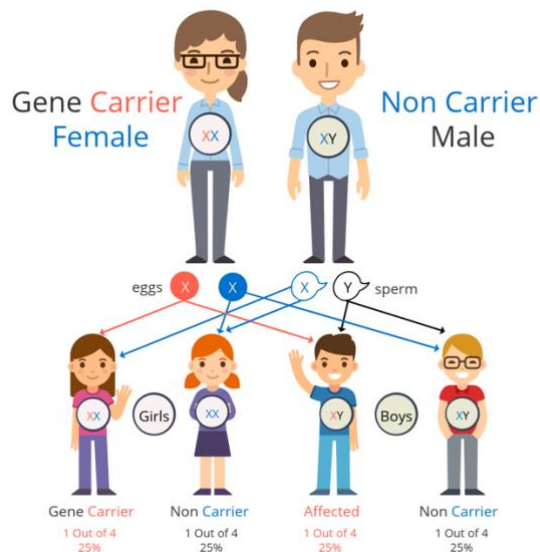 Gene Carrier
Female
XX
XY
Non Carrier
Male
eggs X X X Y sperm
XX Girls XX XY Boys XY
Gene Carrier
1 Out of 4
25%
Non Carrier
1 Out of 4
25%
Affected
1 Out of 4
25%
Non Carrier
1 Out of 4
25%